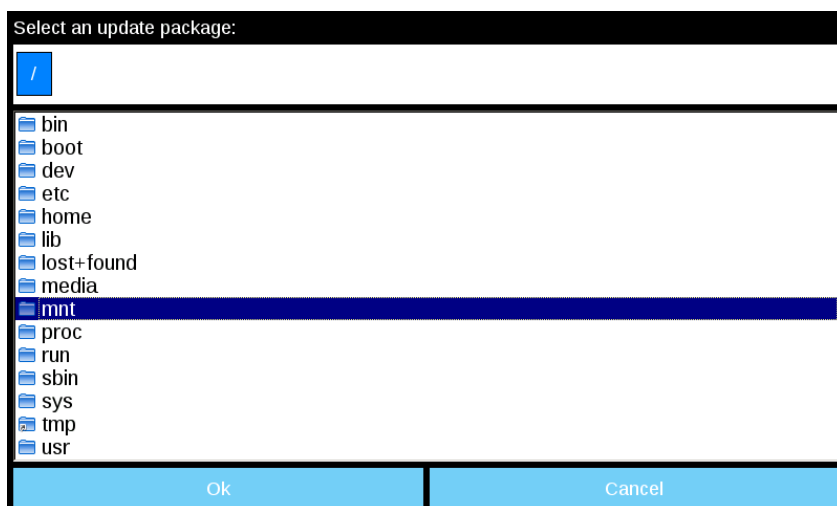 Select an update package:
/
bin
boot
dev
etc
home
lib
lost+found
media
mnt
proc
run
sbin
sys
tmp
usr
Ok Cancel